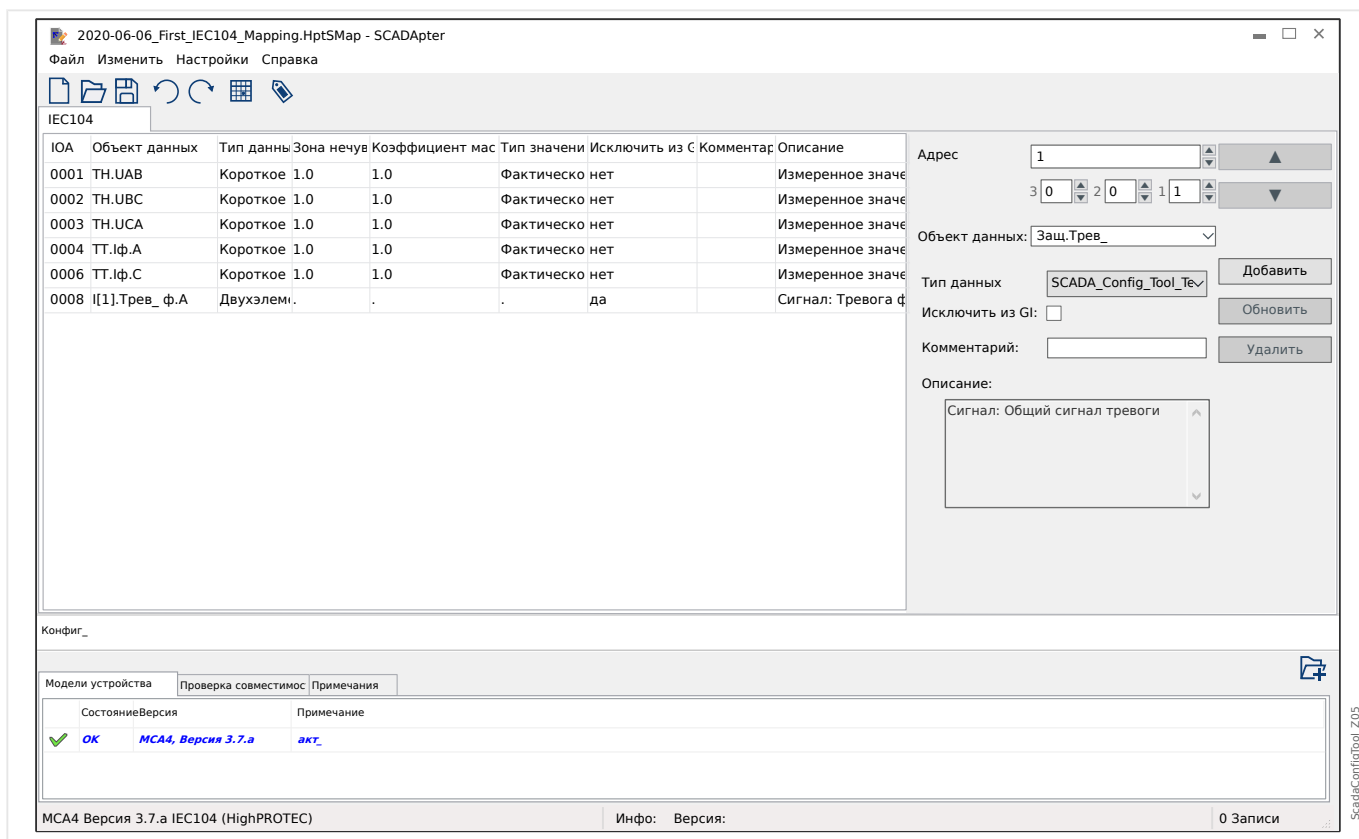 2020-06-06_First_IEC104_Mapping.HptSMap - SCADApter
Файл Изменить Настройки Справка
IEC104
IOA Объект данных Тип данны Зона нечув Коэффициент мас Тип значени Исключить из G Комментар Описание
0001 TH.UAB Короткое 1.0 1.0 Фактическо нет Измеренное значе
0002 TH.UBC Короткое 1.0 1.0 Фактическо нет Измеренное значе
0003 TH.UCA Короткое 1.0 1.0 Фактическо нет Измеренное значе
0004 ТТ.Iф.A Короткое 1.0 1.0 Фактическо нет Измеренное значе
0006 ТТ.Iф.C Короткое 1.0 1.0 Фактическо нет Измеренное значе
0008 I[1].Трев_ ф.A Двухэлем . . . да Сигнал: Тревога ф
Адрес 1
3 0 2 0 1 1
Объект данных: Защ.Трев_
Тип данных SCADA_Config_Tool_Te
Добавить
Исключить из GI:
Обновить
Комментарий:
Удалить
Описание:
Сигнал: Общий сигнал тревоги
Конфиг_
Модели устройства Проверка совместимос Примечания
Состояние Версия Примечание
OK MCA4, Версия 3.7.a акт_
MCA4 Версия 3.7.a IEC104 (HighPROTEC) Инфо: Версия: 0 Записи
ScadaConfigTool_Z05